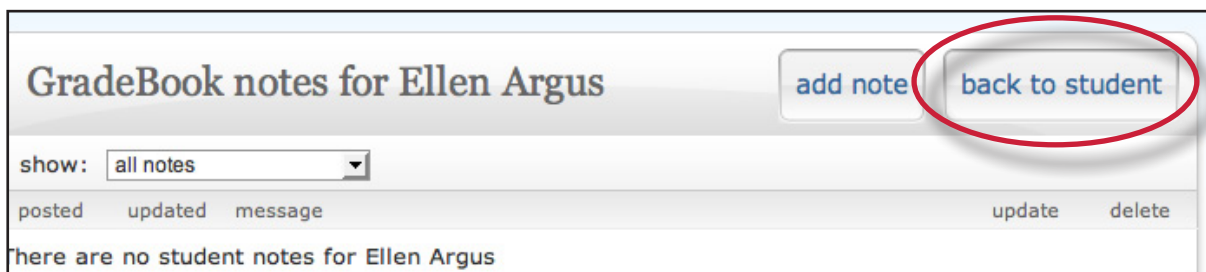 GradeBook notes for Ellen Argus add note back to student
show: all notes
posted updated message update delete
There are no student notes for Ellen Argus